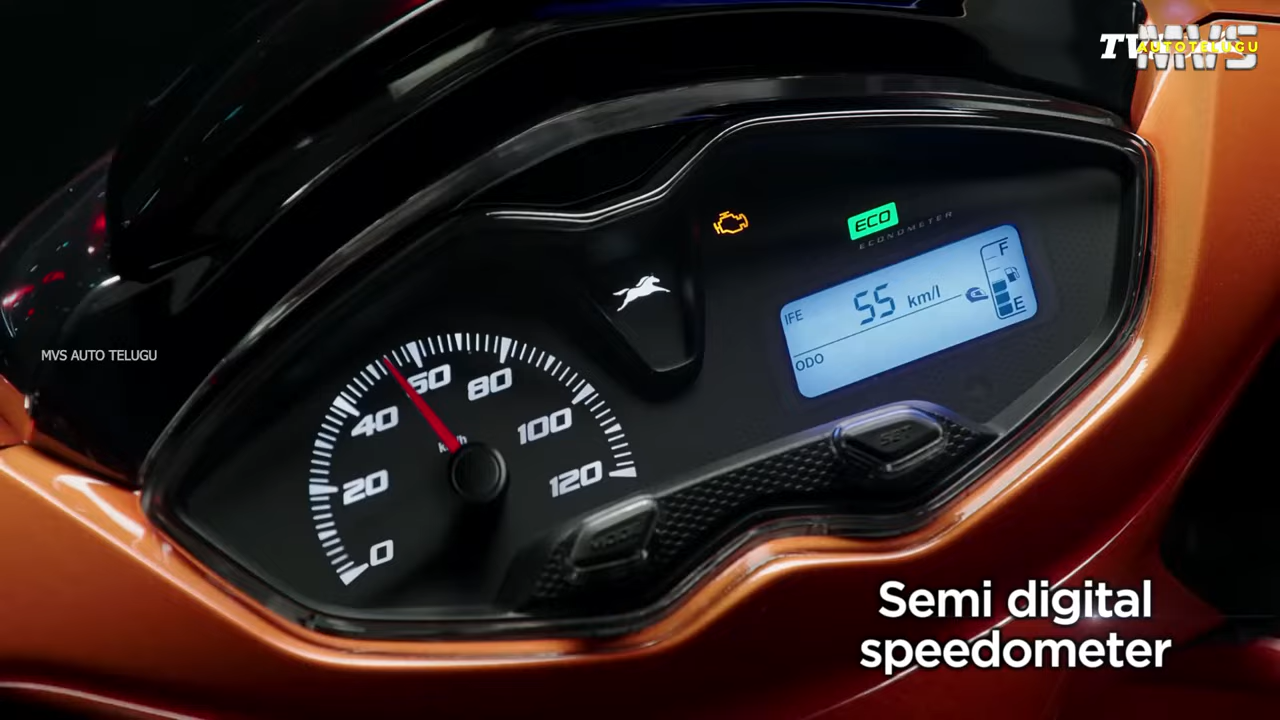 MVS
AUTOTELUGU
ECO
ECONOMETER
F
IFE 55 km/l
E
ODO
MVS AUTO TELUGU
60
80
40
100
km/h
20
120
0
SET
MODE
Semi digital
speedometer